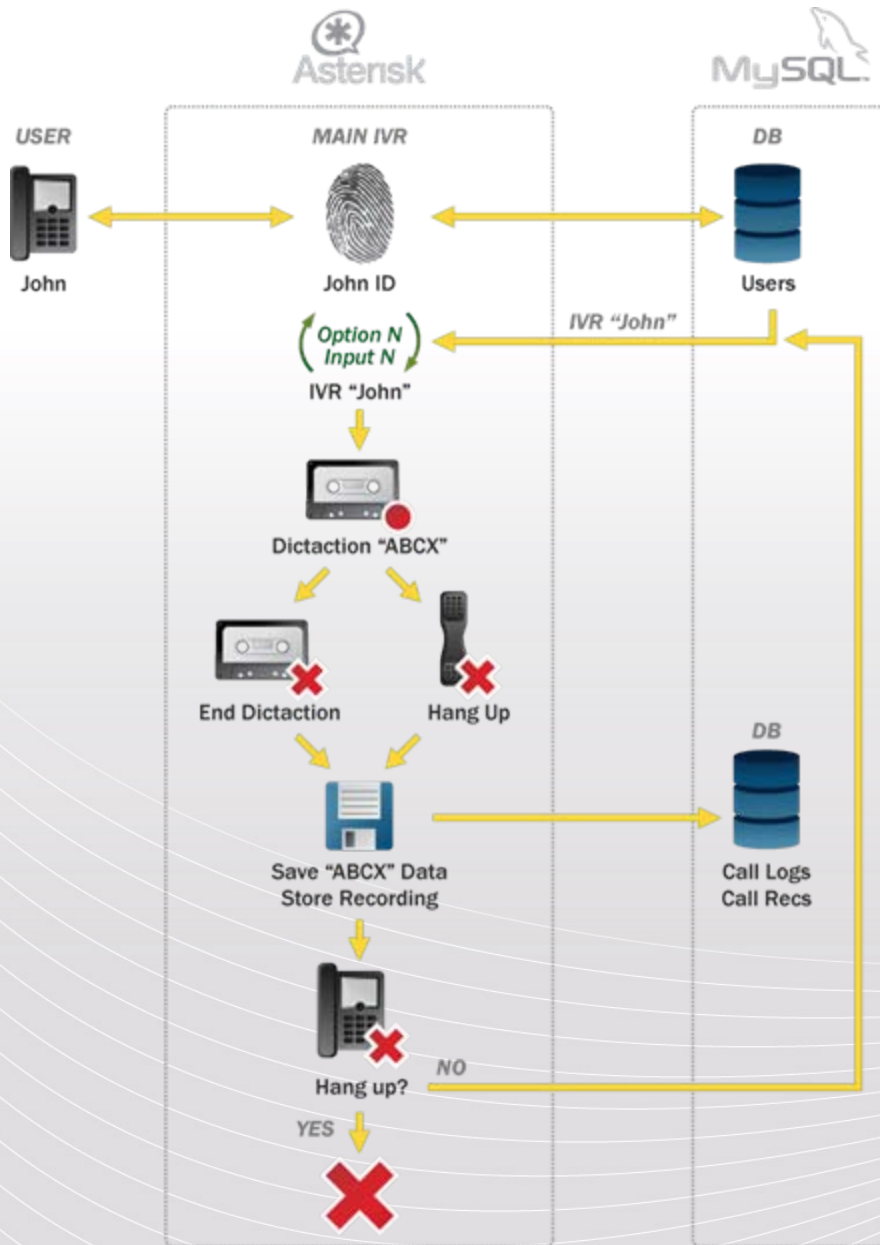 Asterisk
MySQL
USER
MAIN IVR
DB
John
John ID
Users
IVR "John"
Option N
Input N
IVR "John"
Dictaction "ABCX"
End Dictaction
Hang Up
DB
Save "ABCX" Data
Store Recording
Call Logs
Call Recs
Hang up?
NO
YES